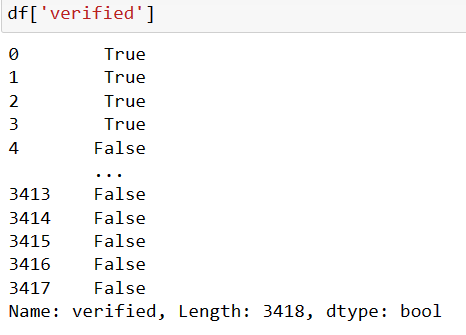 df['verified']
0        True
1        True
2        True
3        True
4       False
        ...
3413    False
3414    False
3415    False
3416    False
3417    False
Name: verified, Length: 3418, dtype: bool